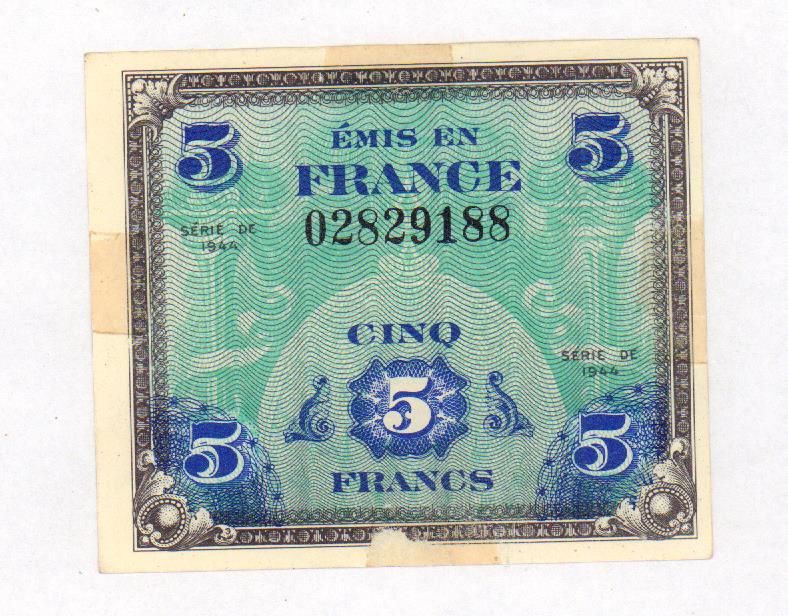 5 5
ÉMIS EN
FRANCE
02829188
SÉRIE DE
1944
CINQ
SÉRIE DE
1944
5
5 5
FRANCS